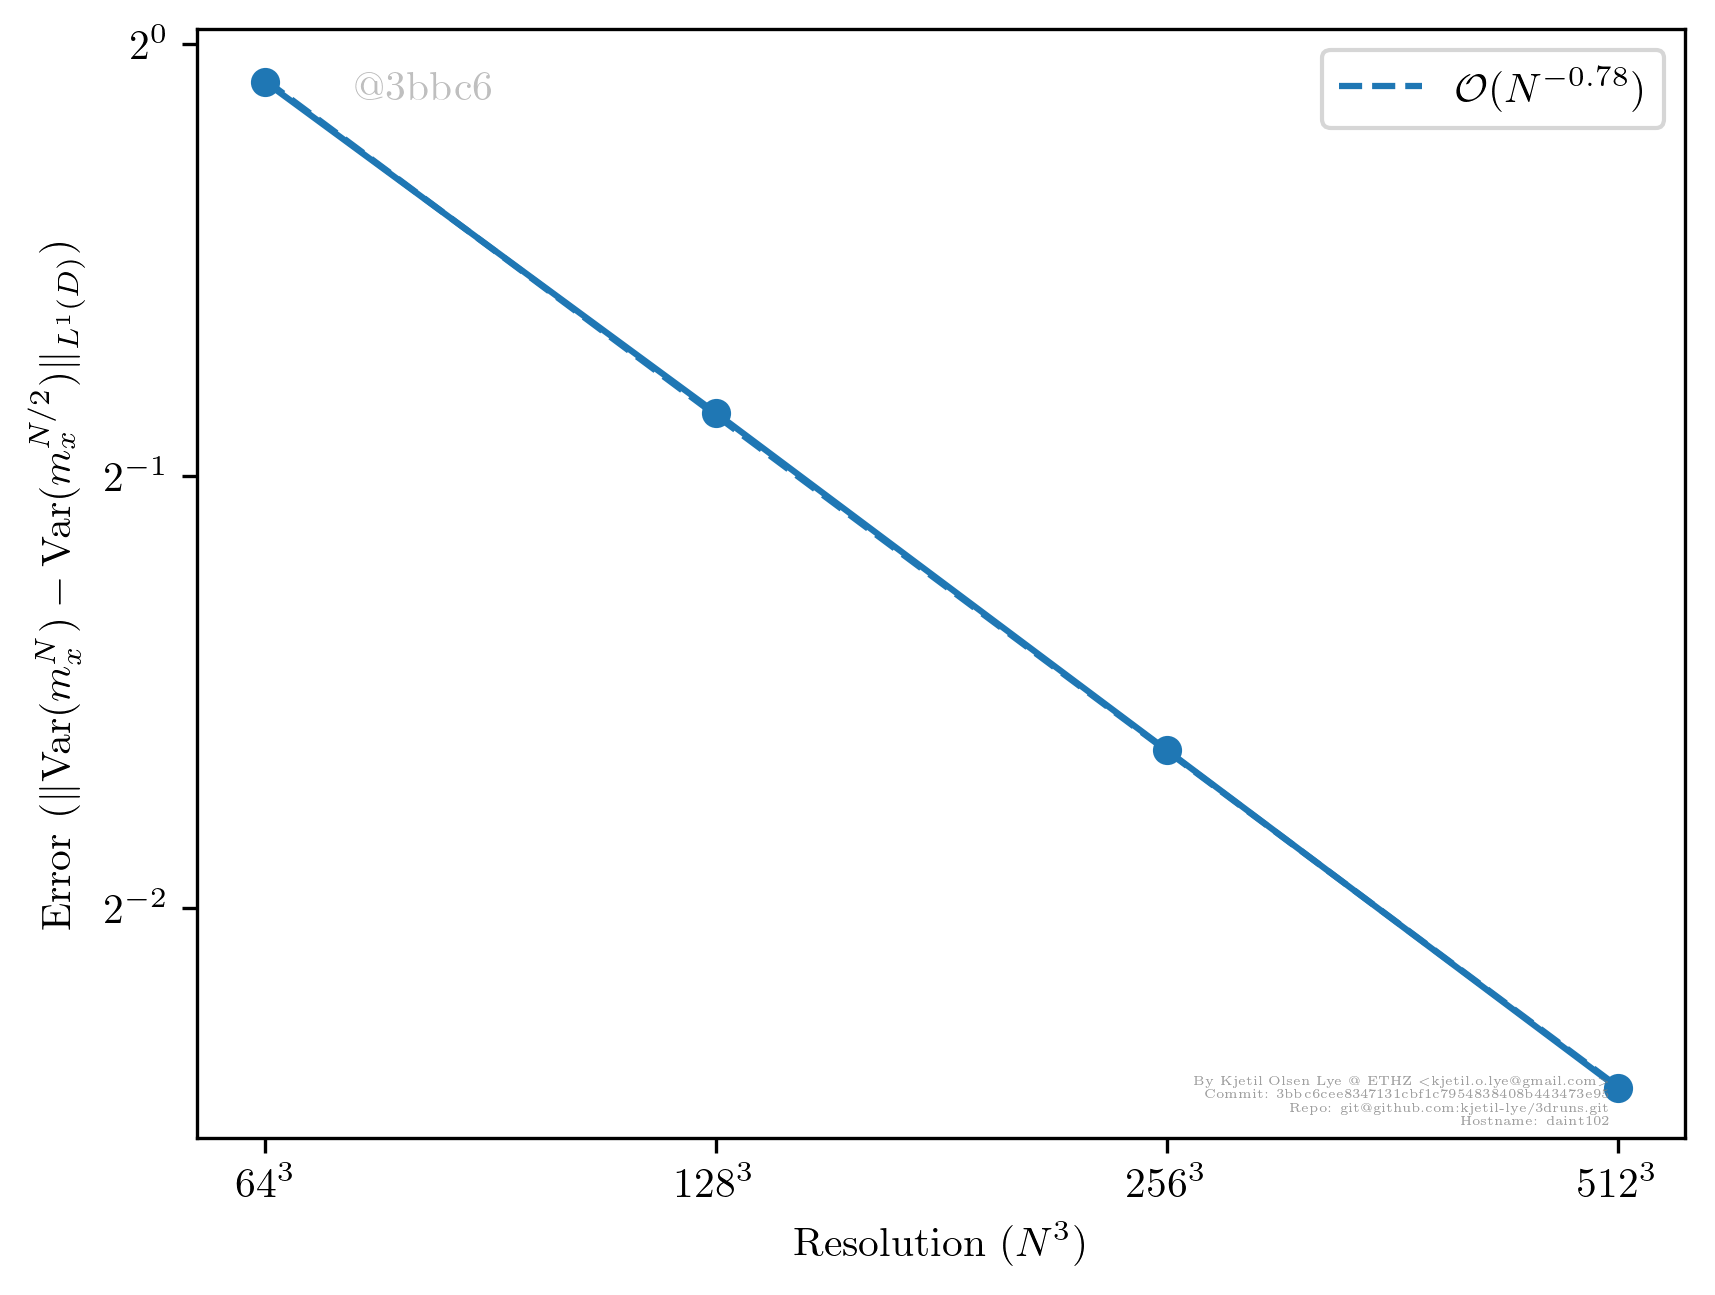 2^0
@3bbc6
O(N^{-0.78})
2^{-1}
2^{-2}
Error (||Var(m_x^N) − Var(m_x^{N/2})||_{L^1(D)})
By Kjetil Olsen Lye @ ETHZ <kjetil.o.lye@gmail.com>
Commit: 3bbc6cee8347131cbf1c7954838408b443473e9
Repo: git@github.com:kjetil-lye/3druns.git
Hostname: daint102
64^3
128^3
256^3
512^3
Resolution (N^3)